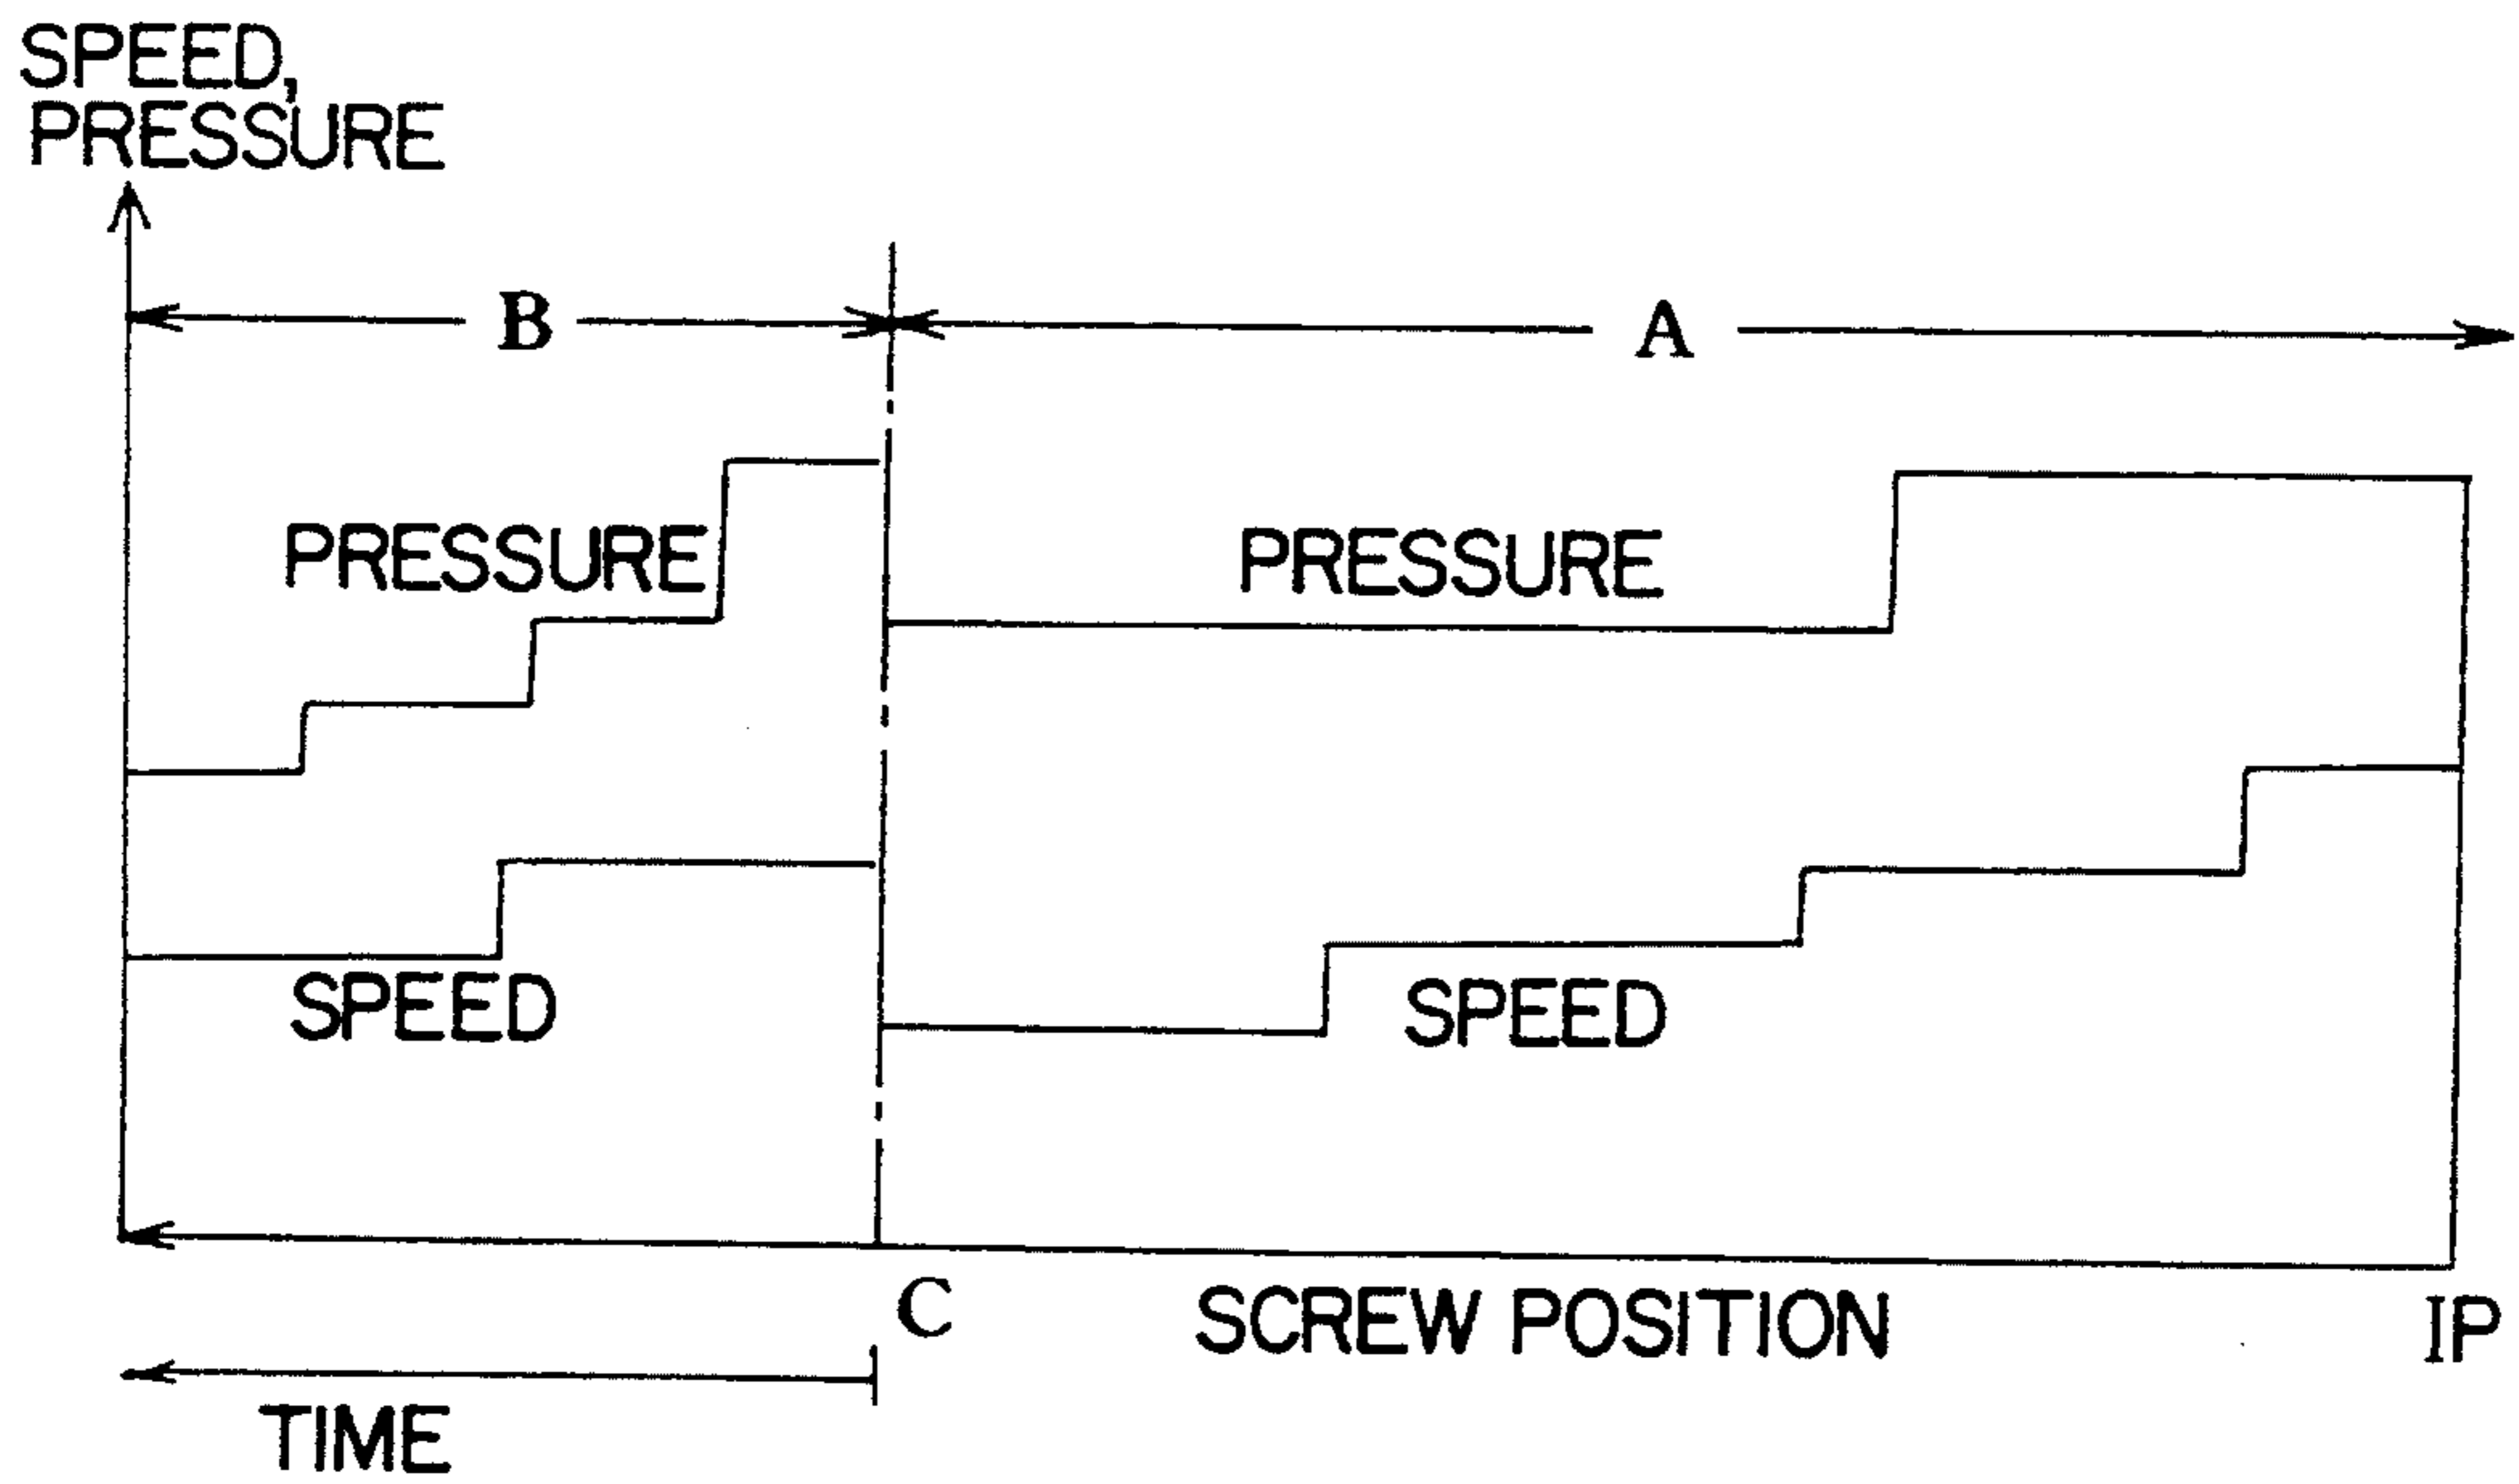 SPEED,
PRESSURE
B
A
PRESSURE
PRESSURE
SPEED
SPEED
C
SCREW POSITION
IP
TIME